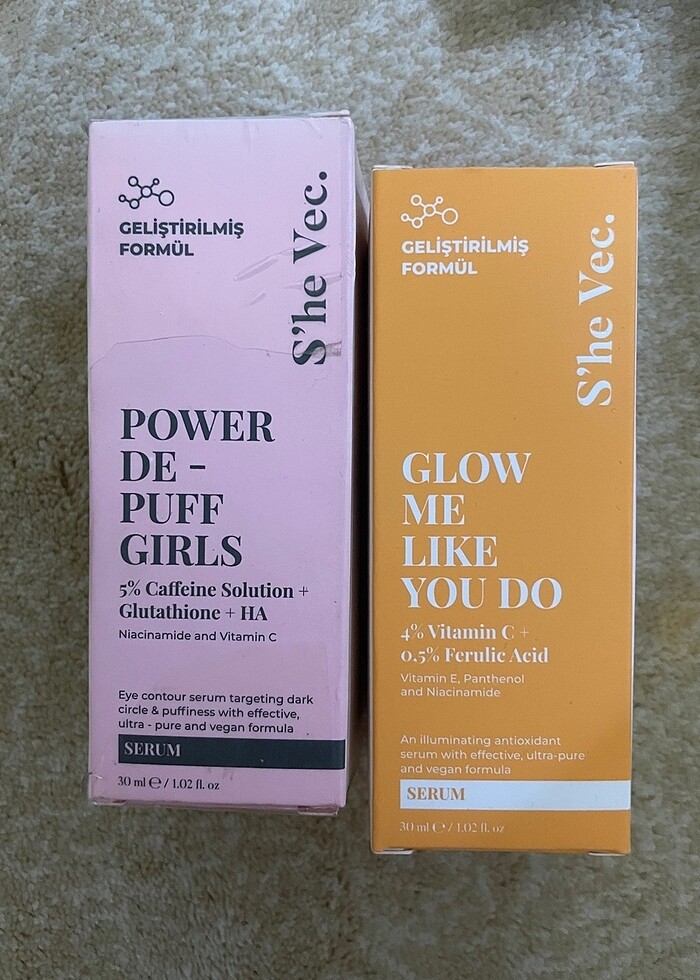 GELİŞTİRİLMİŞ
FORMÜL
S'he Vec.
POWER
DE -
PUFF
GIRLS
5% Caffeine Solution +
Glutathione + HA
Niacinamide and Vitamin C
Eye contour serum targeting dark
circle & puffiness with effective,
ultra - pure and vegan formula
SERUM
30 ml ℮ / 1.02 fl. oz
GELİŞTİRİLMİŞ
FORMÜL
S'he Vec.
GLOW
ME
LIKE
YOU DO
4% Vitamin C +
0,5% Ferulic Acid
Vitamin E, Panthenol
and Niacinamide
An illuminating antioxidant
serum with effective, ultra-pure
and vegan formula
SERUM
30 ml ℮ / 1.02 fl. oz